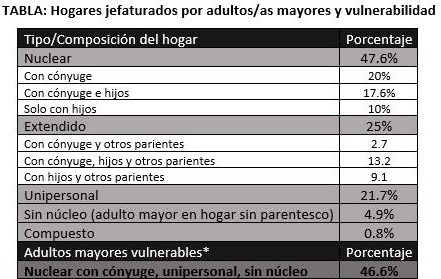 TABLA: Hogares jefaturados por adultos/as mayores y vulnerabilidad
Tipo/Composición del hogar Porcentaje
Nuclear 47.6%
Con cónyuge 20%
Con cónyuge e hijos 17.6%
Solo con hijos 10%
Extendido 25%
Con cónyuge y otros parientes 2.7
Con cónyuge, hijos y otros parientes 13.2
Con hijos y otros parientes 9.1
Unipersonal 21.7%
Sin núcleo (adulto mayor en hogar sin parentesco) 4.9%
Compuesto 0.8%
Adultos mayores vulnerables* Porcentaje
Nuclear con cónyuge, unipersonal, sin núcleo 46.6%